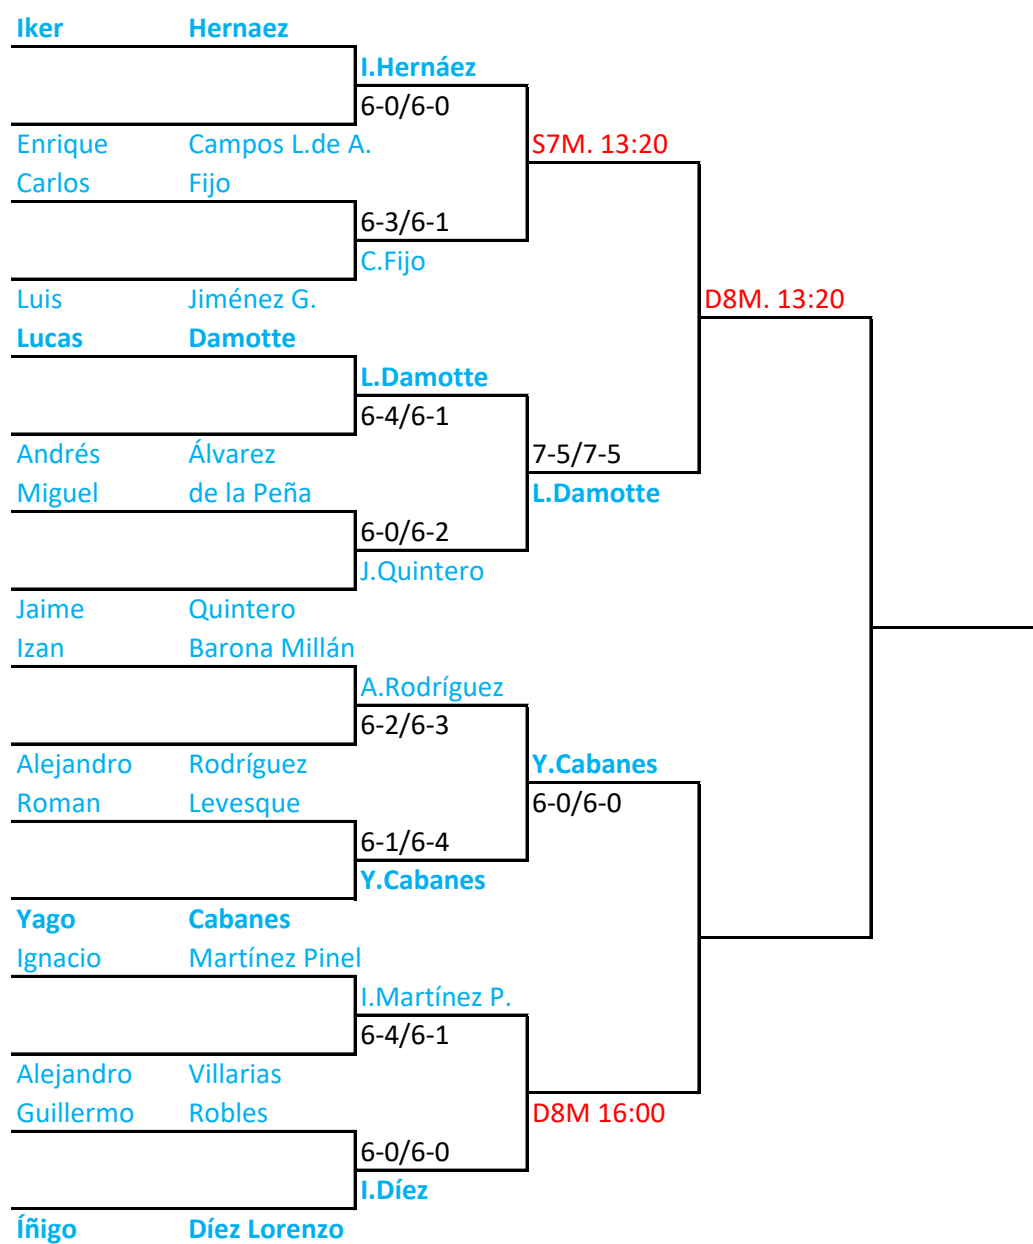 Iker Hernaez
I.Hernáez
6-0/6-0
Enrique Campos L.de A.
S7M. 13:20
Carlos Fijo
6-3/6-1
C.Fijo
Luis Jiménez G.
D8M. 13:20
Lucas Damotte
L.Damotte
6-4/6-1
Andrés Álvarez
7-5/7-5
Miguel de la Peña
L.Damotte
6-0/6-2
J.Quintero
Jaime Quintero
Izan Barona Millán
A.Rodríguez
6-2/6-3
Alejandro Rodríguez
Y.Cabanes
Roman Levesque
6-0/6-0
6-1/6-4
Y.Cabanes
Yago Cabanes
Ignacio Martínez Pinel
I.Martínez P.
6-4/6-1
Alejandro Villarias
Guillermo Robles
D8M 16:00
6-0/6-0
I.Díez
Íñigo Díez Lorenzo